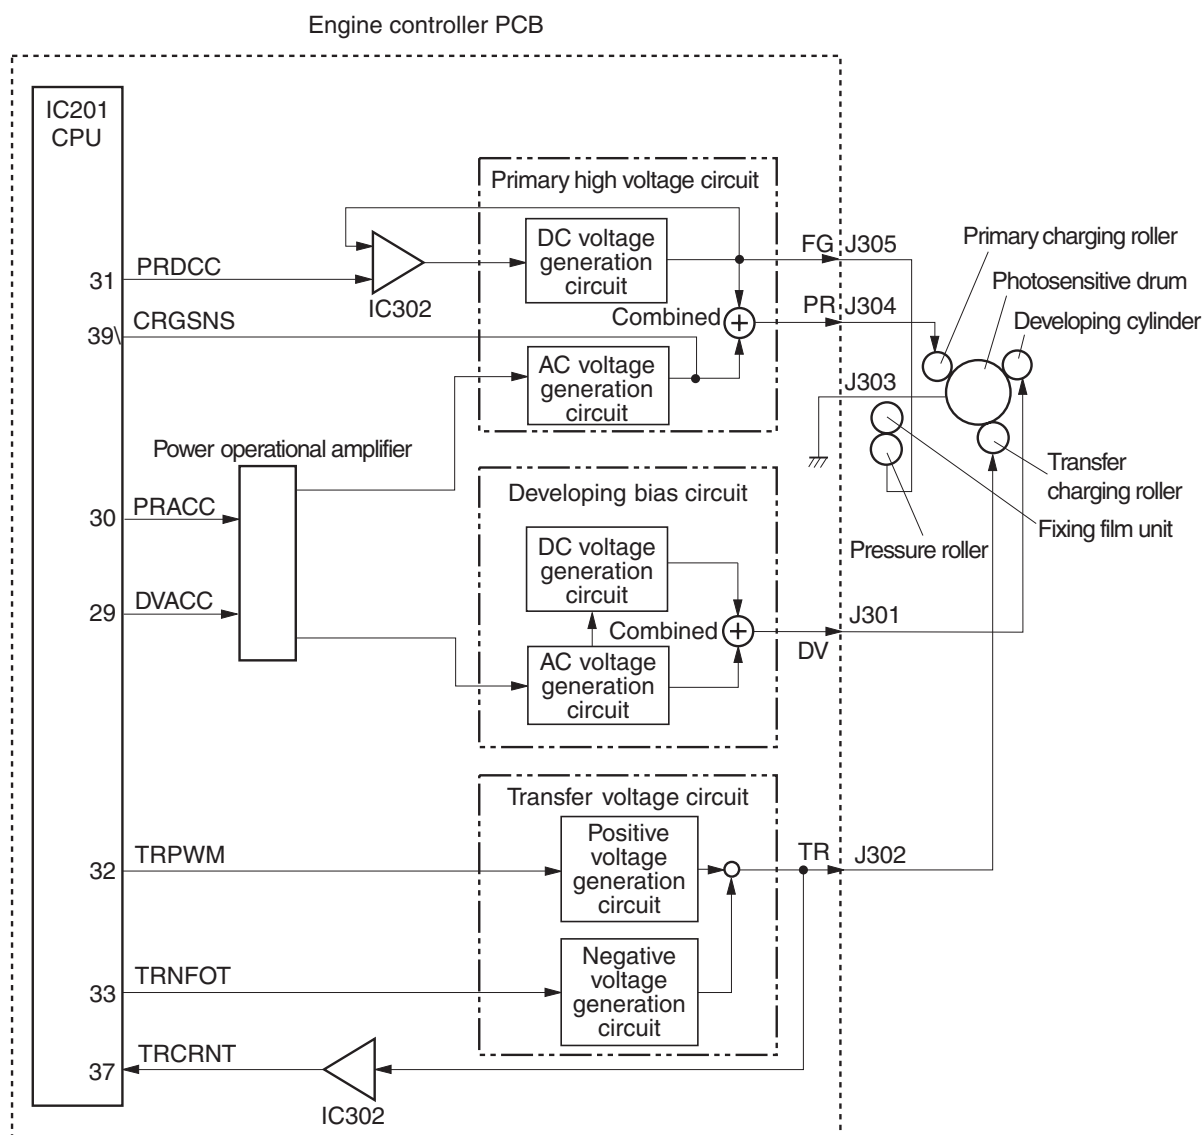 Engine controller PCB
IC201
CPU
Primary high voltage circuit
DC voltage
generation
circuit
FG
J305
Primary charging roller
31
PRDCC
IC302
Photosensitive drum
Combined
PR
J304
Developing cylinder
39\
CRGSNS
AC voltage
generation
circuit
J303
Power operational amplifier
Transfer
charging roller
Developing bias circuit
30
PRACC
Fixing film unit
DC voltage
generation
circuit
Pressure roller
29
DVACC
Combined
J301
DV
AC voltage
generation
circuit
Transfer voltage circuit
Positive
voltage
generation
circuit
32
TRPWM
TR
J302
Negative
voltage
generation
circuit
33
TRNFOT
37
TRCRNT
IC302